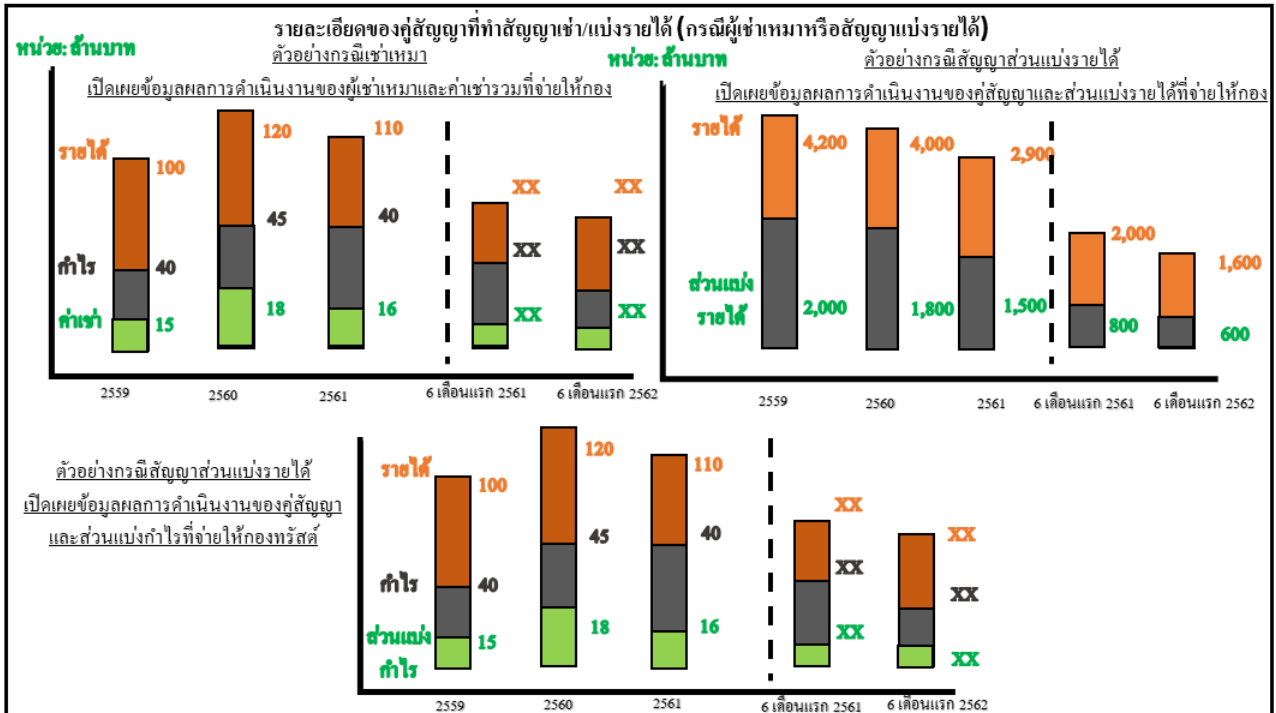 รายละเอียดของคู่สัญญาที่ทำสัญญาเช่า/แบ่งรายได้ (กรณีผู้เช่าเหมาหรือสัญญาแบ่งรายได้)
หน่วย: ล้านบาท
ตัวอย่างกรณีเช่าเหมา
เปิดเผยข้อมูลผลการดำเนินงานของผู้เช่าเหมาและค่าเช่ารวมที่จ่ายให้กอง
รายได้
กำไร
ค่าเช่า
100
40
15
120
45
18
110
40
16
XX
XX
XX
XX
XX
XX
2559
2560
2561
6 เดือนแรก 2561
6 เดือนแรก 2562
หน่วย: ล้านบาท
ตัวอย่างกรณีสัญญาส่วนแบ่งรายได้
เปิดเผยข้อมูลผลการดำเนินงานของคู่สัญญาและส่วนแบ่งรายได้ที่จ่ายให้กอง
รายได้
ส่วนแบ่ง
รายได้
4,200
2,000
4,000
1,800
2,900
1,500
2,000
800
1,600
600
2559
2560
2561
6 เดือนแรก 2561
6 เดือนแรก 2562
ตัวอย่างกรณีสัญญาส่วนแบ่งรายได้
เปิดเผยข้อมูลผลการดำเนินงานของคู่สัญญา
และส่วนแบ่งกำไรที่จ่ายให้กองทรัสต์
รายได้
กำไร
ส่วนแบ่ง
กำไร
100
40
15
120
45
18
110
40
16
XX
XX
XX
XX
XX
XX
2559
2560
2561
6 เดือนแรก 2561
6 เดือนแรก 2562